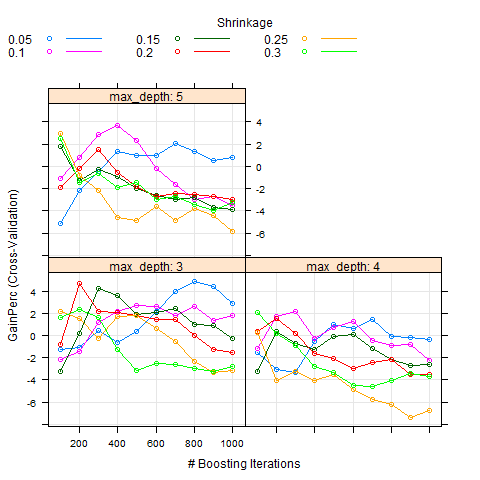 Shrinkage
0.05 0.15 0.25
0.1 0.2 0.3
max_depth: 5
4
2
0
-2
-4
-6
GainPerc (Cross-Validation)
max_depth: 3 max_depth: 4
4
2
0
-2
-4
-6
200 400 600 800 1000
# Boosting Iterations